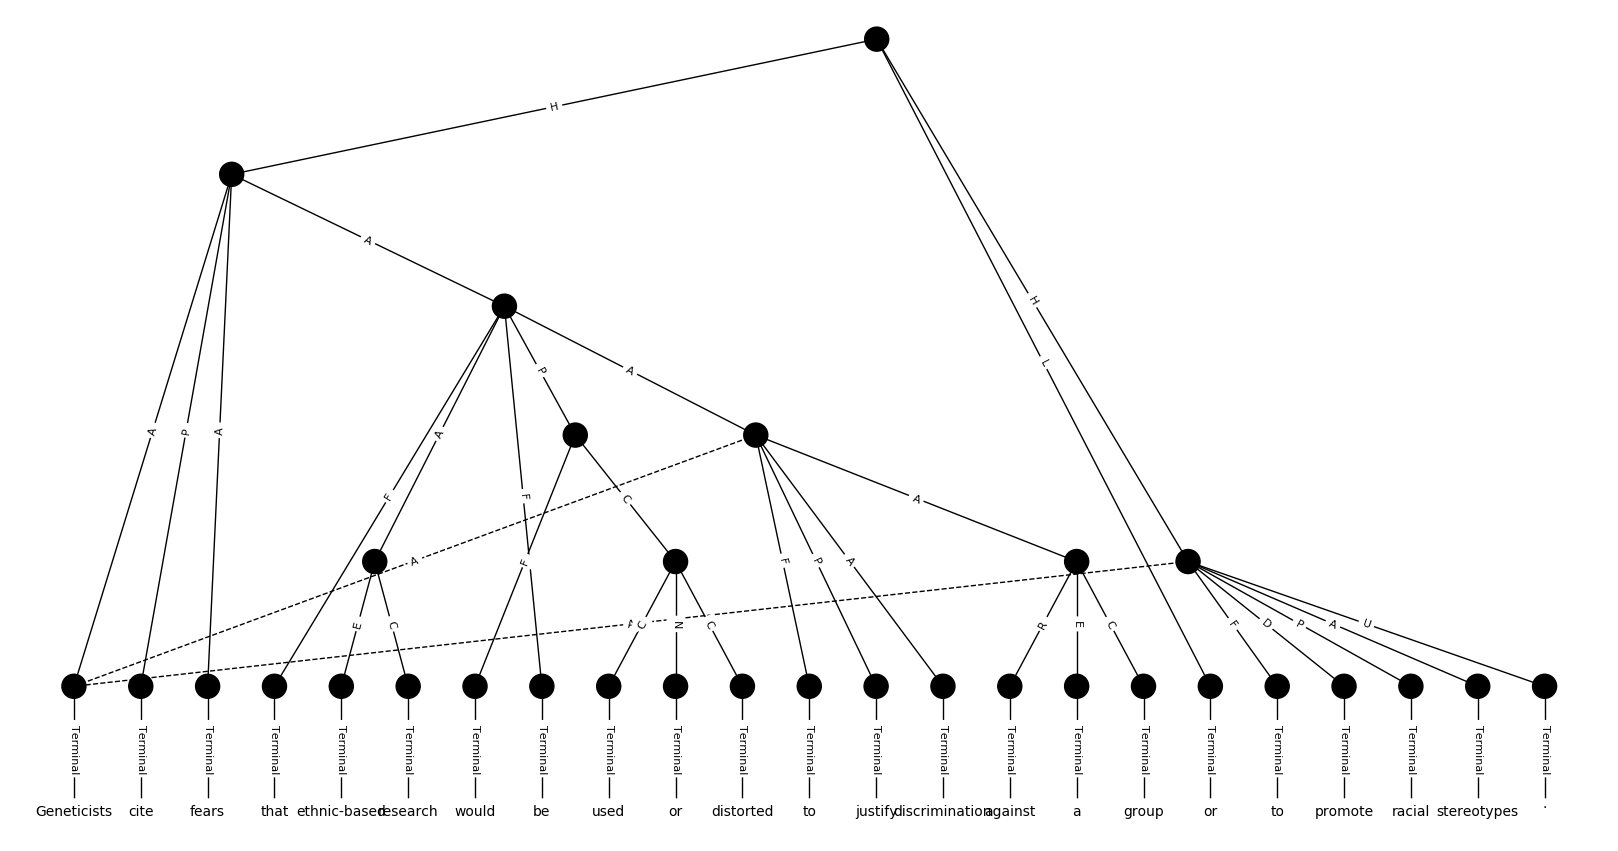 H
A
A P A
P A
F A F C A
H
L
A F F P A
E C A C N C R E C F D P A U
Terminal Terminal Terminal Terminal Terminal Terminal Terminal Terminal Terminal Terminal Terminal Terminal Terminal Terminal Terminal Terminal Terminal Terminal Terminal Terminal Terminal Terminal Terminal
Geneticists cite fears that ethnic-based research would be used or distorted to justify discrimination against a group or to promote racial stereotypes .